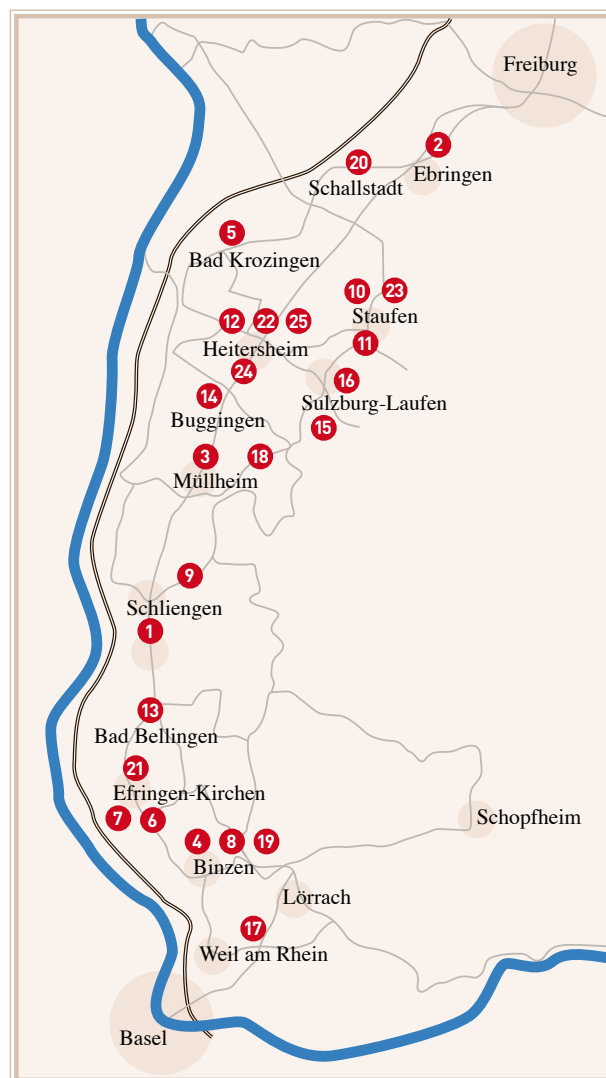 Freiburg
2
20
Ebringen
Schallstadt
5
Bad Krozingen
10 23
Staufen
12 22 25
Heitersheim
11
24
16
14
Sulzburg-Laufen
Buggingen
15
3 18
Müllheim
9
Schliengen
1
13
Bad Bellingen
21
Efringen-Kirchen
7 6
Schopfheim
4 8 19
Binzen
Lörrach
17
Weil am Rhein
Basel